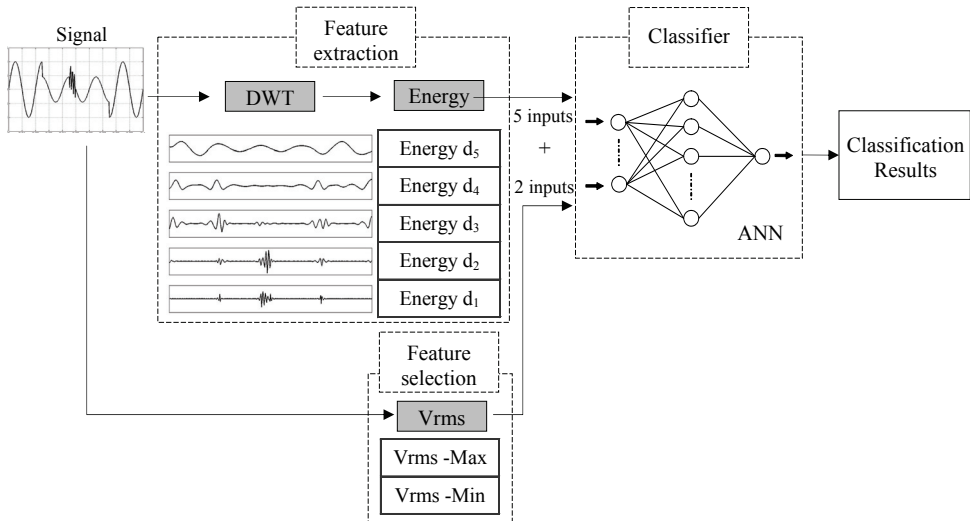 Signal
Feature
extraction
DWT
Energy
Energy d₅
Energy d₄
Energy d₃
Energy d₂
Energy d₁
Classifier
5 inputs
+
2 inputs
ANN
Classification
Results
Feature
selection
Vrms
Vrms -Max
Vrms -Min